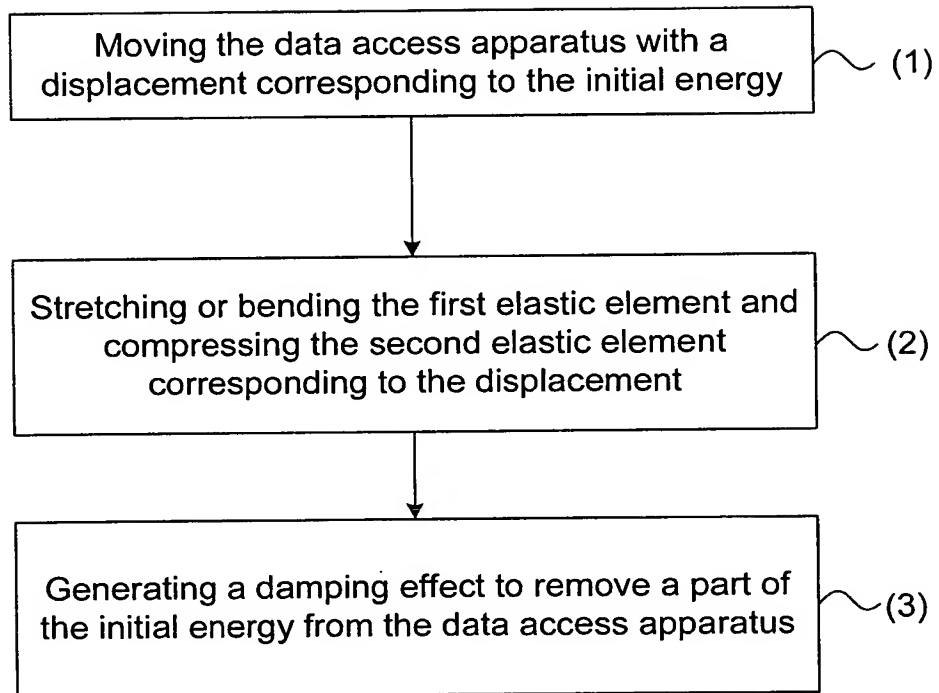 Moving the data access apparatus with a
displacement corresponding to the initial energy
(1)
Stretching or bending the first elastic element and
compressing the second elastic element
corresponding to the displacement
(2)
Generating a damping effect to remove a part of
the initial energy from the data access apparatus
(3)